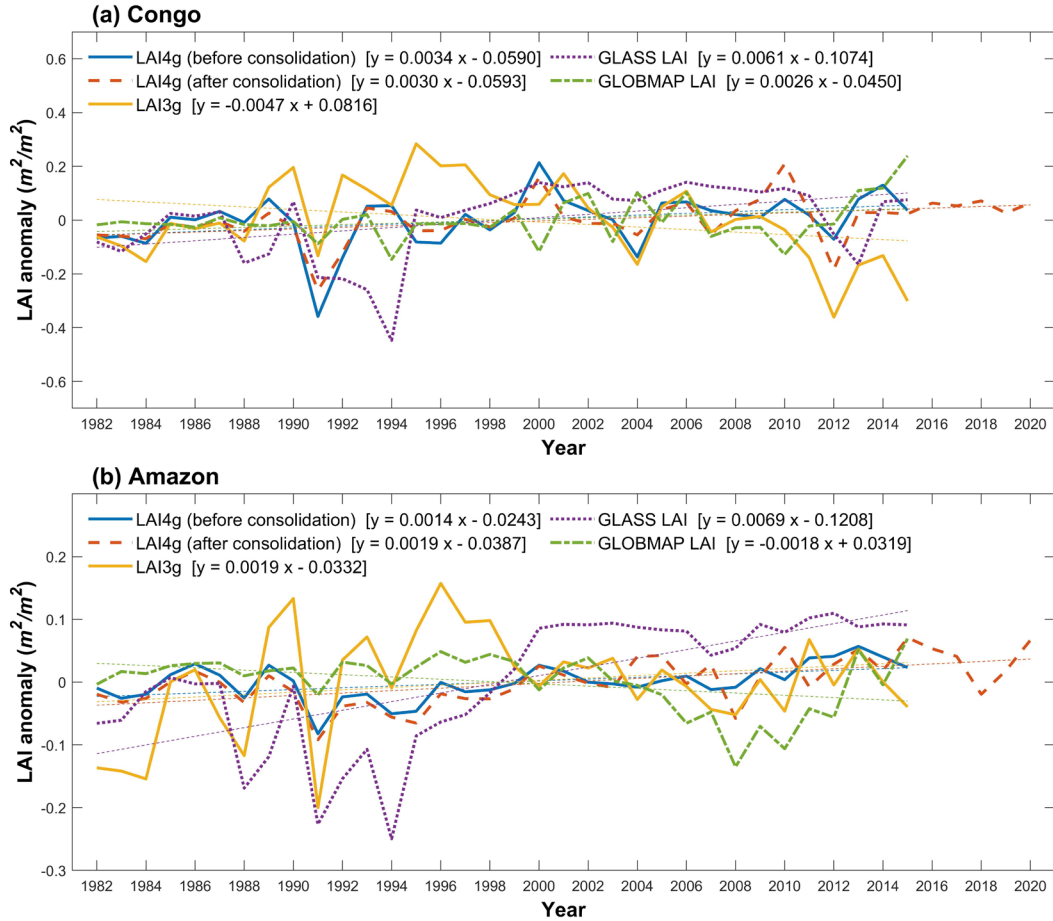 (a) Congo
LAI4g (before consolidation) [y = 0.0034 x - 0.0590]
LAI4g (after consolidation) [y = 0.0030 x - 0.0593]
LAI3g [y = -0.0047 x + 0.0816]
GLASS LAI [y = 0.0061 x - 0.1074]
GLOBMAP LAI [y = 0.0026 x - 0.0450]
LAI anomaly (m²/m²)
0.6
0.4
0.2
0
-0.2
-0.4
-0.6
1982 1984 1986 1988 1990 1992 1994 1996 1998 2000 2002 2004 2006 2008 2010 2012 2014 2016 2018 2020
Year
(b) Amazon
LAI4g (before consolidation) [y = 0.0014 x - 0.0243]
LAI4g (after consolidation) [y = 0.0019 x - 0.0387]
LAI3g [y = 0.0019 x - 0.0332]
GLASS LAI [y = 0.0069 x - 0.1208]
GLOBMAP LAI [y = -0.0018 x + 0.0319]
LAI anomaly (m²/m²)
0.2
0.1
0
-0.1
-0.2
-0.3
1982 1984 1986 1988 1990 1992 1994 1996 1998 2000 2002 2004 2006 2008 2010 2012 2014 2016 2018 2020
Year